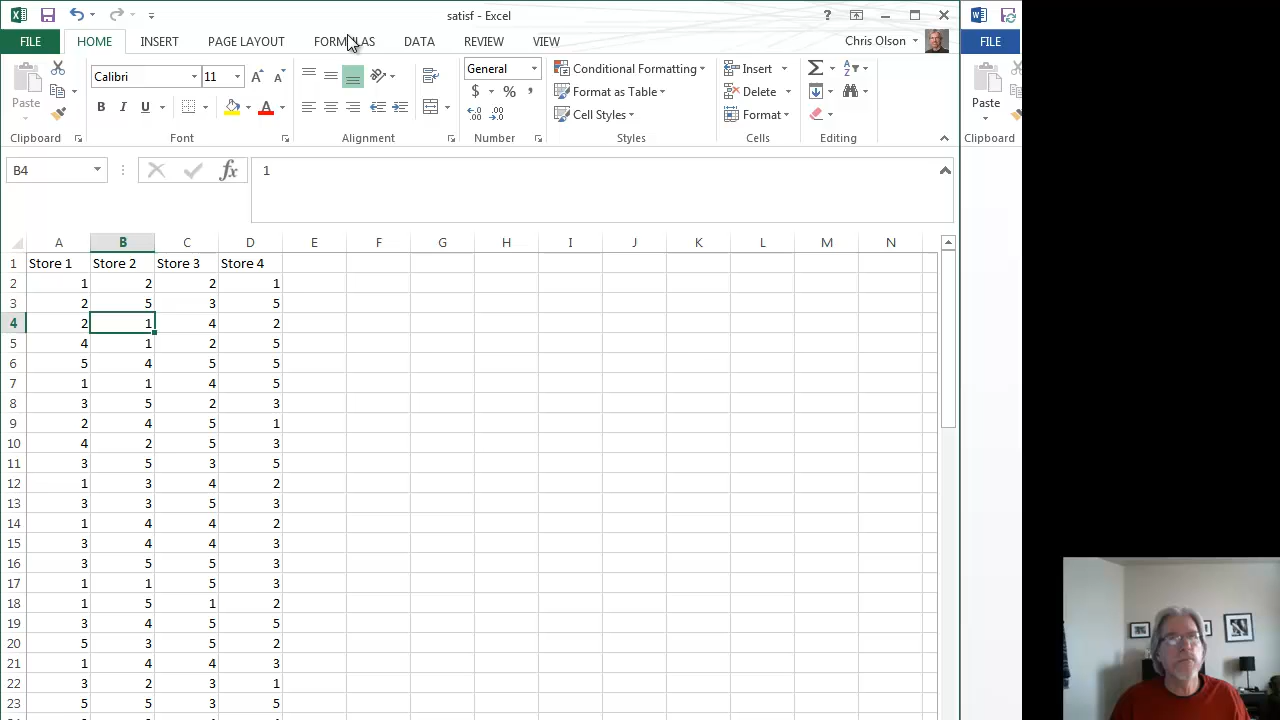 satisf - Excel
FILE HOME INSERT PAGE LAYOUT FORMULAS DATA REVIEW VIEW Chris Olson FILE
Calibri 11 General Conditional Formatting Insert
Paste B I U $ % , Format as Table Delete Paste
Cell Styles Format
Clipboard Font Alignment Number Styles Cells Editing Clipboard
B4 fx 1
A B C D E F G H I J K L M N
1 Store 1 Store 2 Store 3 Store 4
2 1 2 2 1
3 2 5 3 5
4 2 1 4 2
5 4 1 2 5
6 5 4 5 5
7 1 1 4 5
8 3 5 2 3
9 2 4 5 1
10 4 2 5 3
11 3 5 3 5
12 1 3 4 2
13 3 3 5 3
14 1 4 4 2
15 3 4 4 3
16 3 5 5 3
17 1 1 5 3
18 1 5 1 2
19 3 4 5 5
20 5 3 5 2
21 1 4 4 3
22 3 2 3 1
23 5 5 3 5